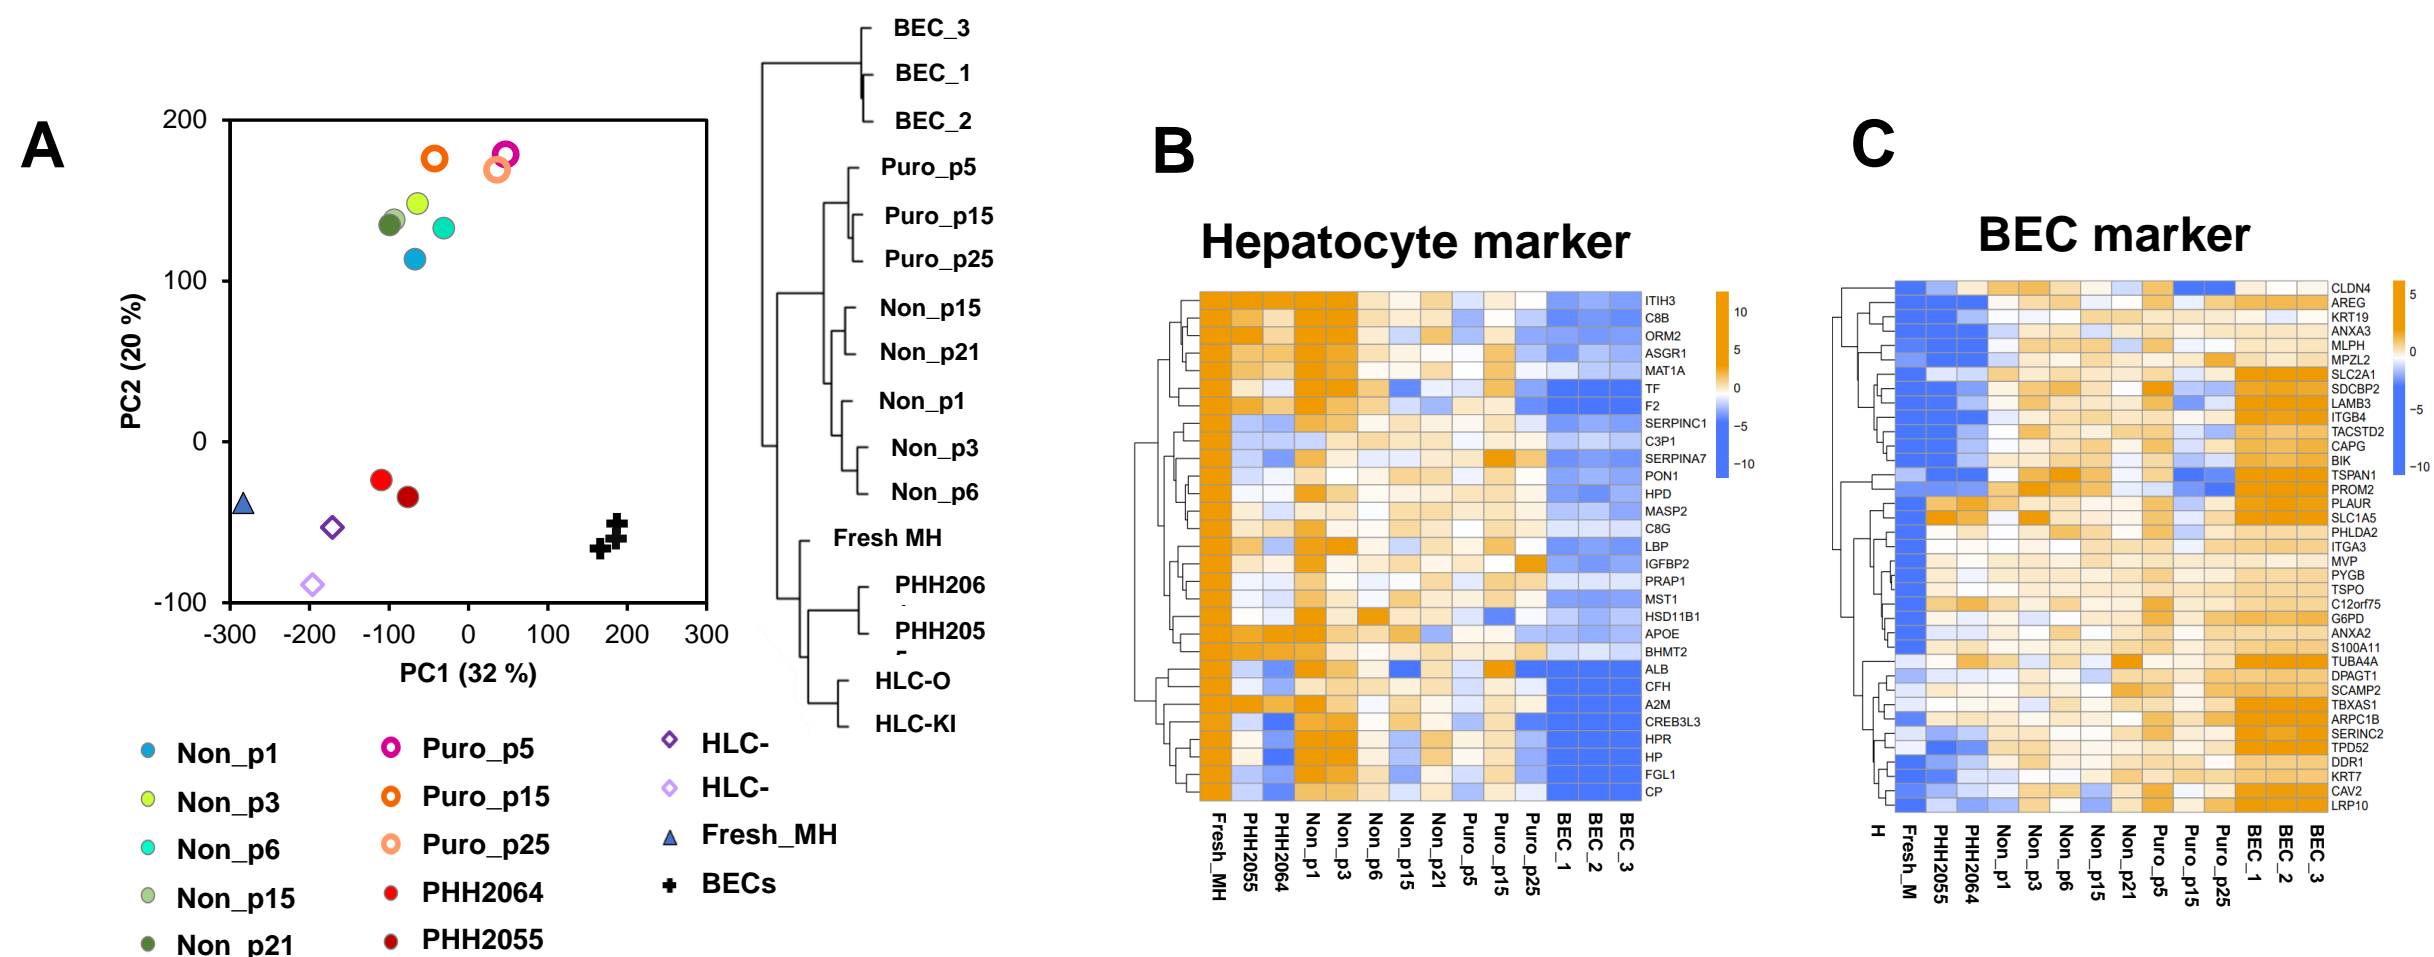 A
200
100
0
-100
-300
-200
-100
0
100
200
300
PC2 (20 %)
PC1 (32 %)
BEC_3
BEC_1
BEC_2
Puro_p5
Puro_p15
Puro_p25
Non_p15
Non_p21
Non_p1
Non_p3
Non_p6
Fresh MH
PHH206
PHH205
HLC-O
HLC-KI
Non_p1
Non_p3
Non_p6
Non_p15
Non_p21
Puro_p5
Puro_p15
Puro_p25
PHH2064
PHH2055
HLC-
HLC-
Fresh_MH
BECs
B
Hepatocyte marker
ITIH3
C8B
ORM2
ASGR1
MAT1A
TF
F2
SERPINC1
C3P1
SERPINA7
PON1
HPD
MASP2
C8G
LBP
IGFBP2
PRAP1
MST1
HSD11B1
APOE
BHMT2
ALB
CFH
A2M
CREB3L3
HPR
HP
FGL1
CP
10
5
0
−5
−10
Fresh_MH
PHH2055
PHH2064
Non_p1
Non_p3
Non_p6
Non_p15
Non_p21
Puro_p5
Puro_p15
Puro_p25
BEC_1
BEC_2
BEC_3
C
BEC marker
CLDN4
AREG
KRT19
ANXA3
MLPH
MPZL2
SLC2A1
SDCBP2
LAMB3
ITGB4
TACSTD2
CAPG
BIK
TSPAN1
PROM2
PLAUR
SLC1A5
PHLDA2
ITGA3
MVP
PYGB
TSPO
C12orf75
G6PD
ANXA2
S100A11
TUBA4A
DPAGT1
SCAMP2
TBXAS1
ARPC1B
SERINC2
TPD52
DDR1
KRT7
CAV2
LRP10
5
0
−5
−10
H
Fresh_M
PHH2055
PHH2064
Non_p1
Non_p3
Non_p6
Non_p15
Non_p21
Puro_p5
Puro_p15
Puro_p25
BEC_1
BEC_2
BEC_3